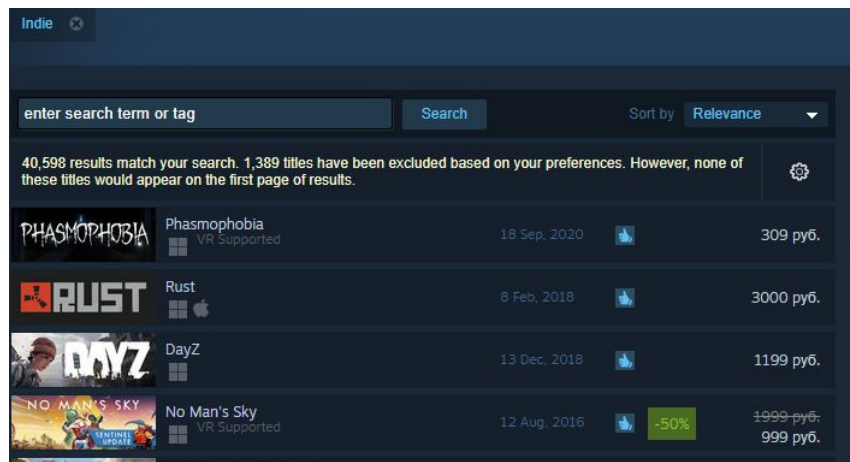 Indie
enter search term or tag
Search
Sort by
Relevance
40,598 results match your search. 1,389 titles have been excluded based on your preferences. However, none of
these titles would appear on the first page of results.
PHASMOPHOBIA
Phasmophobia
VR Supported
18 Sep, 2020
309 руб.
RUST
Rust
8 Feb, 2018
3000 руб.
DAYZ
DayZ
13 Dec, 2018
1199 руб.
NO MAN'S SKY
SENTINEL
UPDATE
No Man's Sky
VR Supported
12 Aug, 2016
-50%
1999 руб.
999 руб.